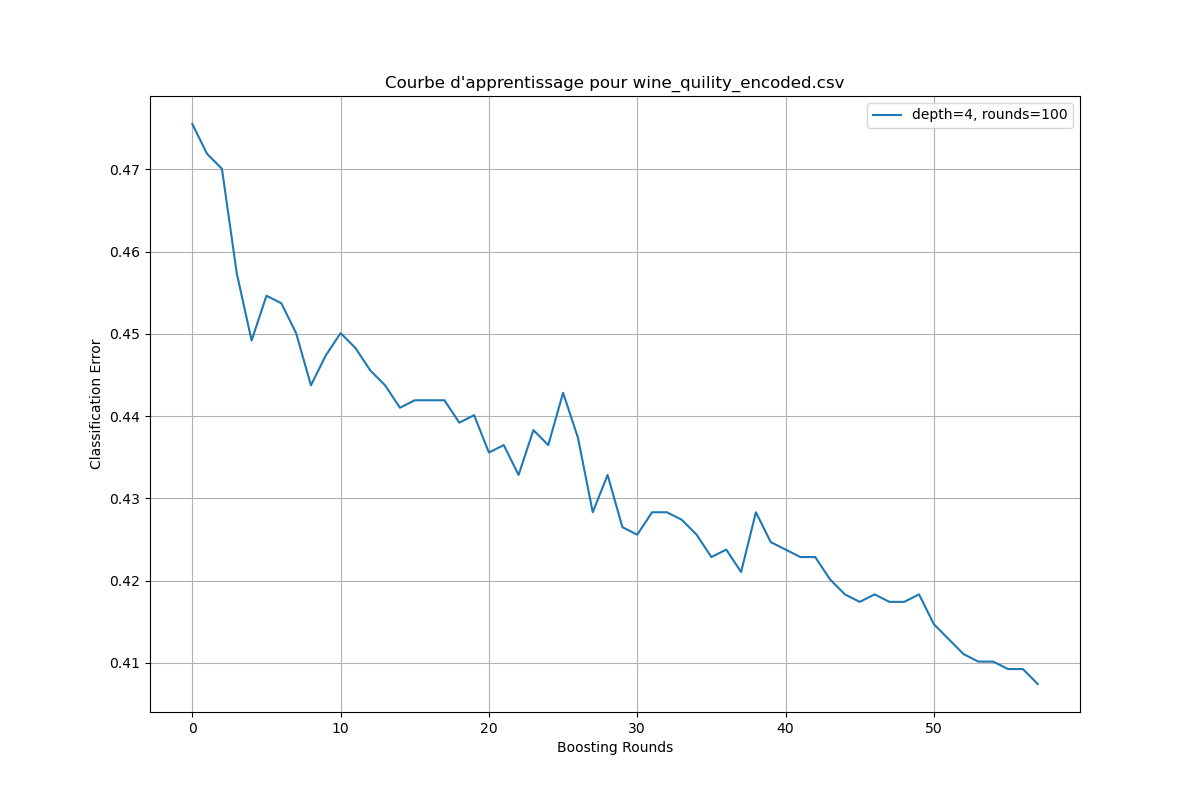 Courbe d'apprentissage pour wine_quility_encoded.csv
depth=4, rounds=100
Classification Error
0.47
0.46
0.45
0.44
0.43
0.42
0.41
0 10 20 30 40 50
Boosting Rounds